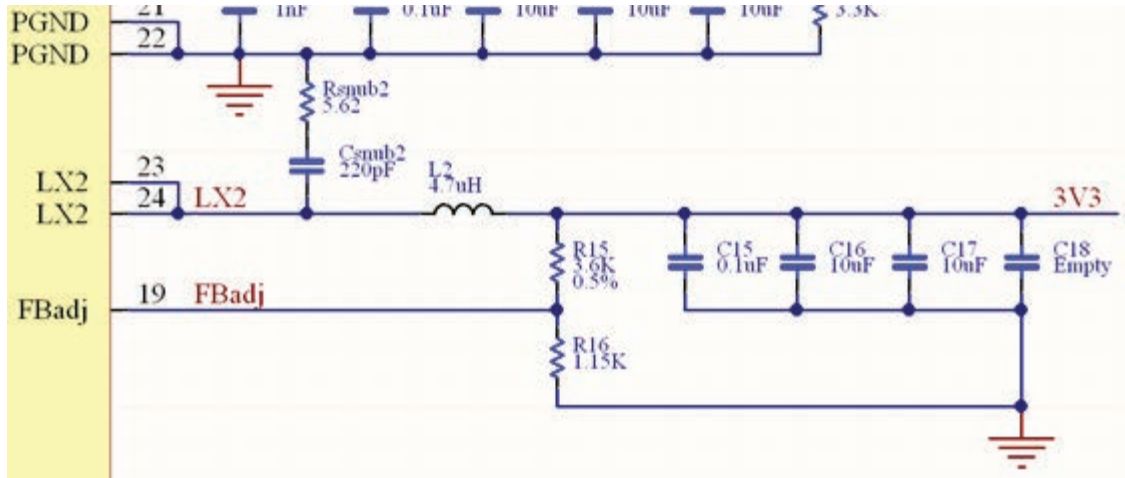 21
1nF
0.1uF
10uF
10uF
10uF
3.3K
PGND
22
PGND
Rsnub2
5.62
Csnub2
220pF
L2
4.7uH
23
LX2
24
LX2
LX2
3V3
R15
3.6K
0.5%
C15
0.1uF
C16
10uF
C17
10uF
C18
Empty
19
FBadj
FBadj
R16
1.15K